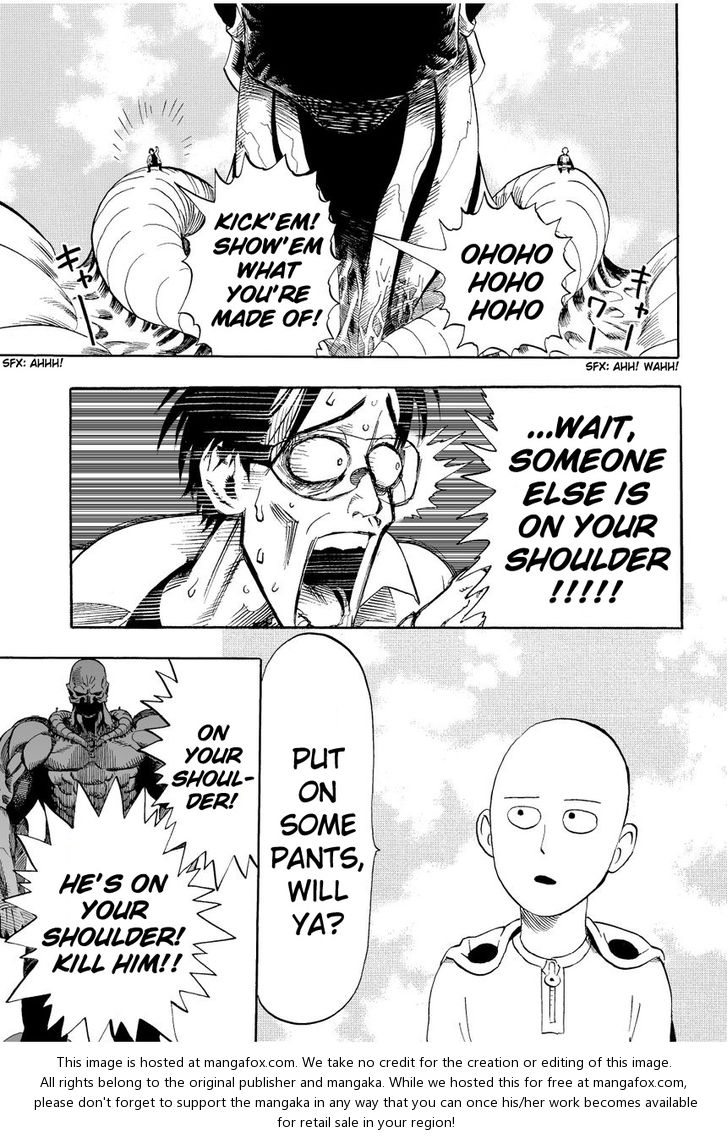 OHOHO
HOHO
HOHO
KICK'EM!
SHOW'EM
WHAT
YOU'RE
MADE OF!
キャー
キャ
ワー
SFX: AHHH!
SFX: AHH! WAHH!
...WAIT,
SOMEONE
ELSE IS
ON YOUR
SHOULDER
!!!!!
PUT
ON
SOME
PANTS,
WILL
YA?
ON
YOUR
SHOUL-
DER!
HE'S ON
YOUR
SHOULDER!
KILL HIM!!
This image is hosted at mangafox.com. We take no credit for the creation or editing of this image.
All rights belong to the original publisher and mangaka. While we hosted this for free at mangafox.com,
please don't forget to support the mangaka in any way that you can once his/her work becomes available
for retail sale in your region!